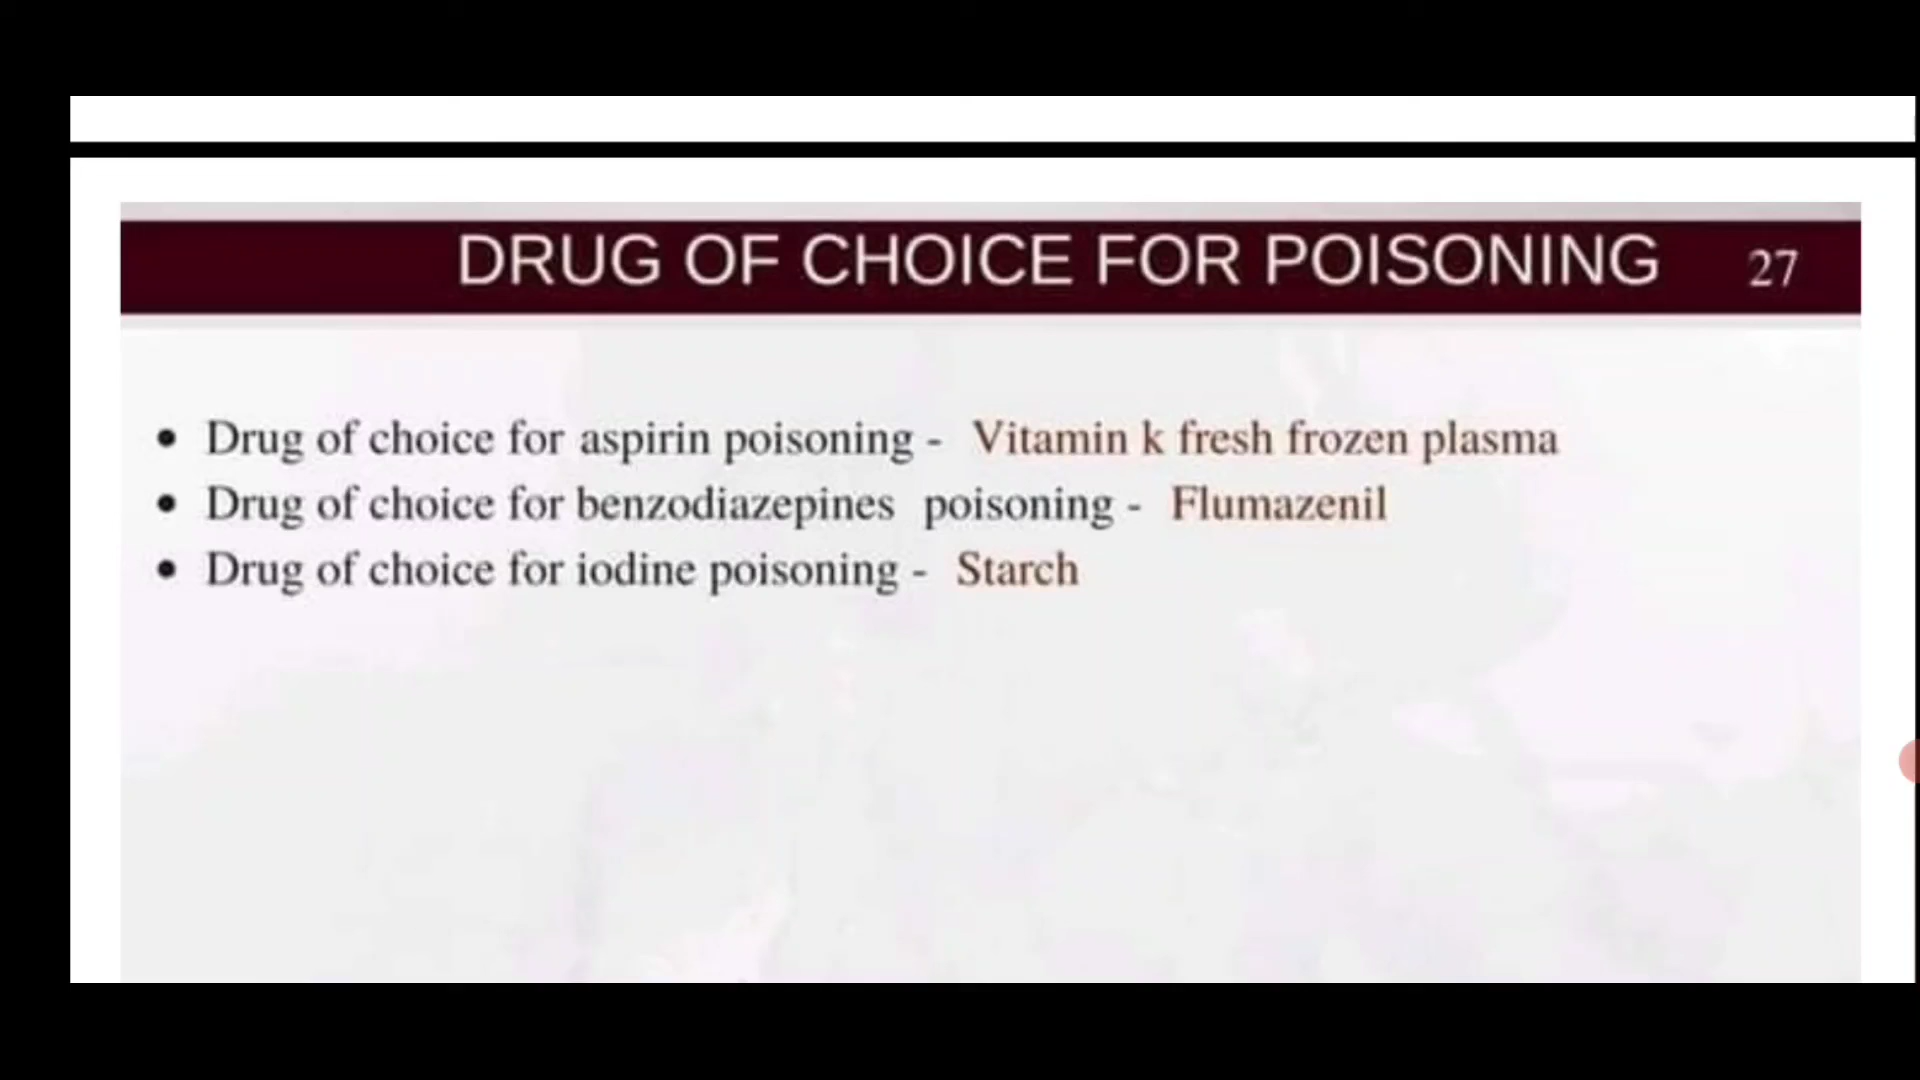 DRUG OF CHOICE FOR POISONING 27
• Drug of choice for aspirin poisoning - Vitamin k fresh frozen plasma
• Drug of choice for benzodiazepines poisoning - Flumazenil
• Drug of choice for iodine poisoning - Starch